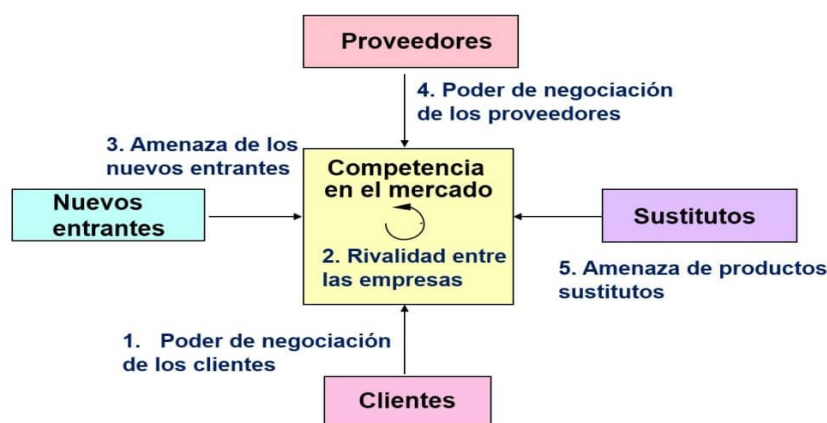 Proveedores
4. Poder de negociación
de los proveedores
3. Amenaza de los
nuevos entrantes
Competencia
en el mercado
Nuevos
entrantes
Sustitutos
2. Rivalidad entre
las empresas
5. Amenaza de productos
sustitutos
1. Poder de negociación
de los clientes
Clientes